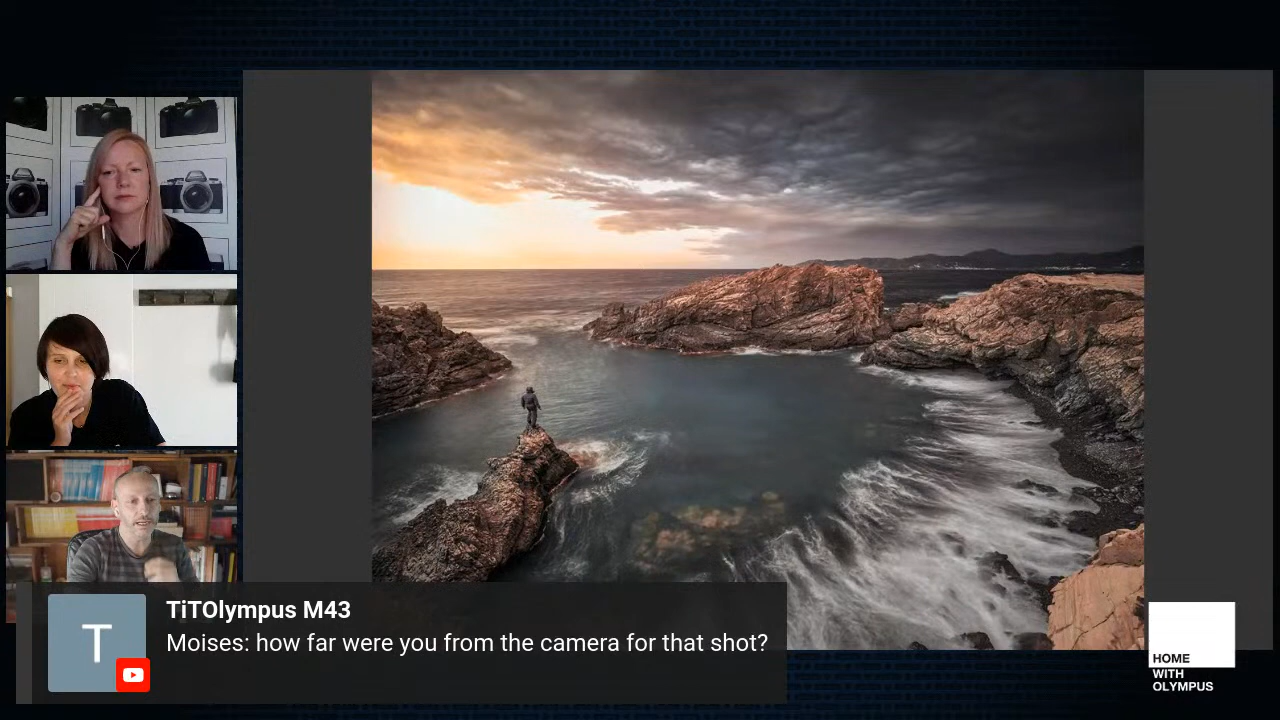 TiTOlympus M43
T
Moises: how far were you from the camera for that shot?
HOME
WITH
OLYMPUS